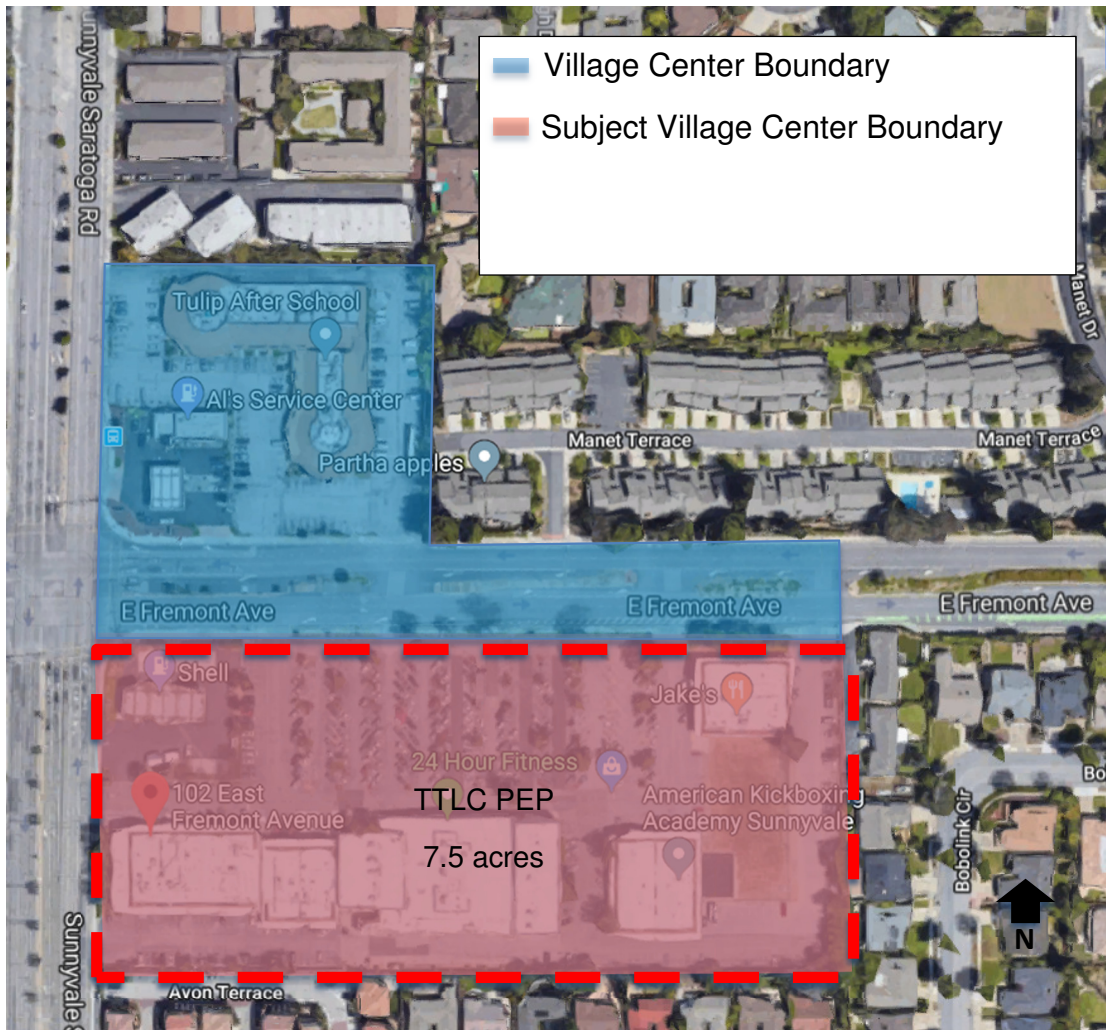 Village Center Boundary
Subject Village Center Boundary
unnyvale Saratoga Rd
Manet Dr
Tulip After School
Al's Service Center
Manet Terrace
Manet Terrace
Partha apples
E Fremont Ave
E Fremont Ave
E Fremont Ave
Shell
Jake's
24 Hour Fitness
102 East
Fremont Avenue
TTLC PEP
7.5 acres
American Kickboxing
Academy Sunnyvale
Bo
Bobolink Cir
N
Sunnyvale S
Avon Terrace